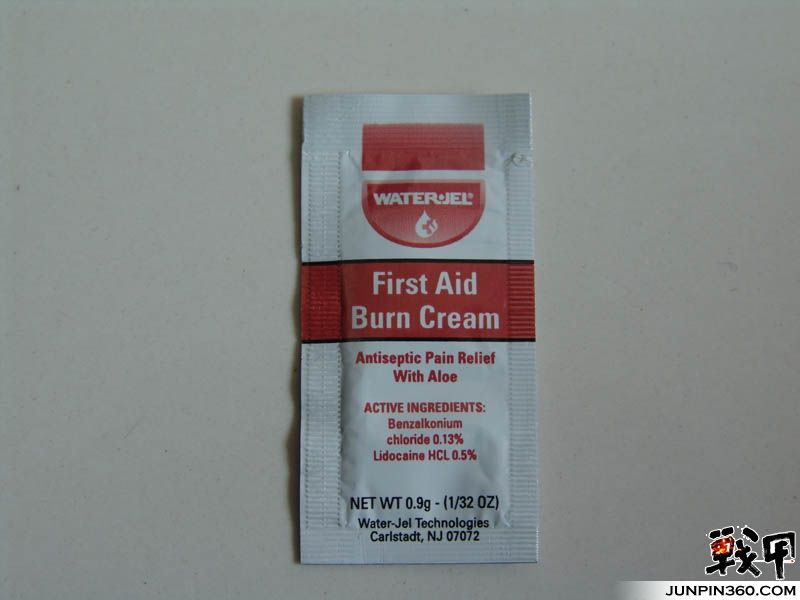 WATER·JEL®
First Aid
Burn Cream
Antiseptic Pain Relief
With Aloe
ACTIVE INGREDIENTS:
Benzalkonium
chloride 0.13%
Lidocaine HCL 0.5%
NET WT 0.9g - (1/32 OZ)
Water-Jel Technologies
Carlstadt, NJ 07072
戦甲
JUNPIN360.COM